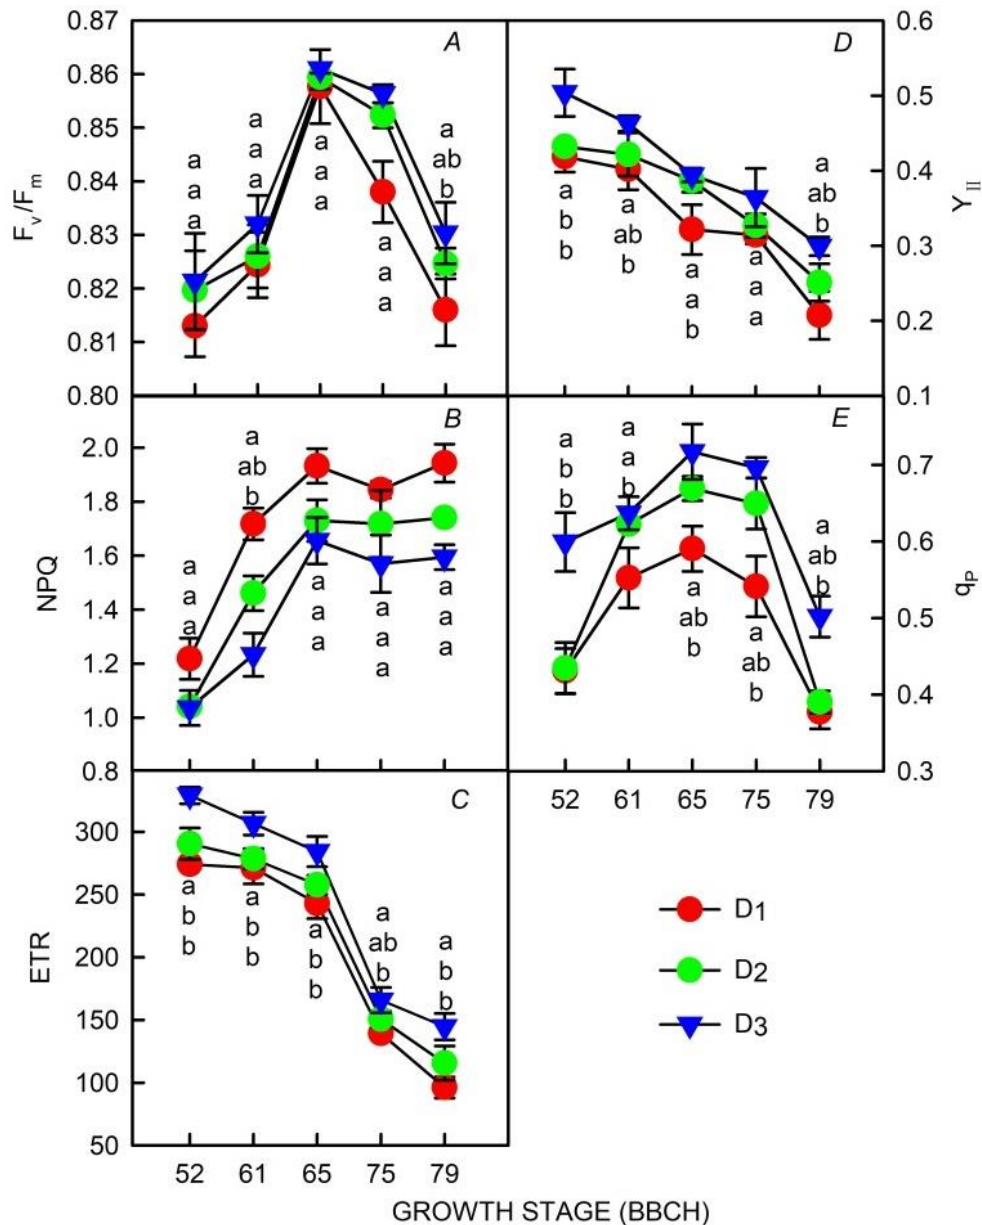 A
F_v/F_m
0.87
0.86
0.85
0.84
0.83
0.82
0.81
0.80
a
a
a
a
a
a
a
a
a
a
a
a
a
ab
b
D
Y_II
0.6
0.5
0.4
0.3
0.2
0.1
a
b
b
a
ab
b
a
a
b
a
a
a
a
ab
b
B
NPQ
2.0
1.8
1.6
1.4
1.2
1.0
0.8
a
a
a
a
ab
b
a
a
a
a
a
a
a
a
a
E
q_P
0.7
0.6
0.5
0.4
0.3
a
b
b
a
a
b
a
ab
b
a
ab
b
a
ab
b
52 61 65 75 79
C
ETR
300
250
200
150
100
50
a
b
b
a
b
b
a
b
b
a
ab
b
a
b
b
52 61 65 75 79
D1
D2
D3
GROWTH STAGE (BBCH)